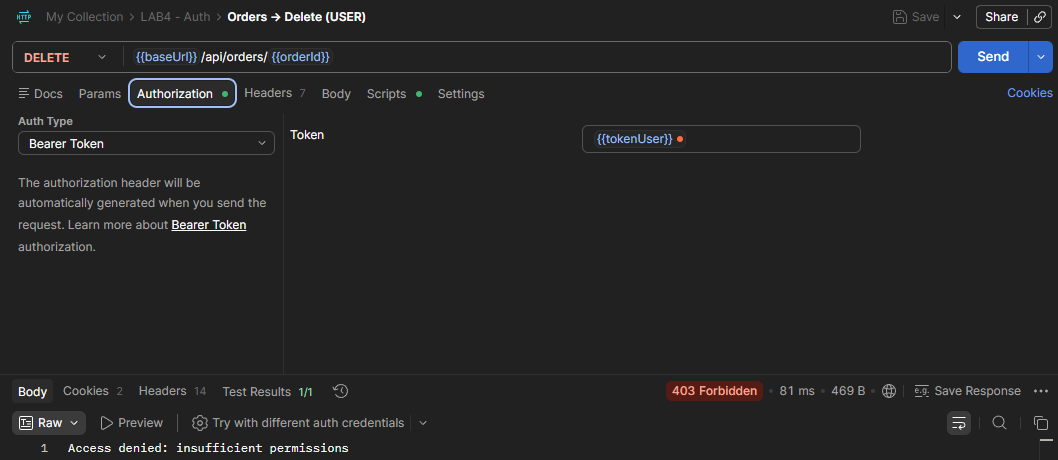 HTTP My Collection > LAB4 - Auth > Orders → Delete (USER) Save Share
DELETE {{baseUrl}} /api/orders/ {{orderId}} Send
Docs Params Authorization Headers 7 Body Scripts Settings Cookies
Auth Type
Bearer Token
Token {{tokenUser}}
The authorization header will be
automatically generated when you send the
request. Learn more about Bearer Token
authorization.
Body Cookies 2 Headers 14 Test Results 1/1 403 Forbidden • 81 ms • 469 B e.g. Save Response
Raw Preview Try with different auth credentials
1 Access denied: insufficient permissions